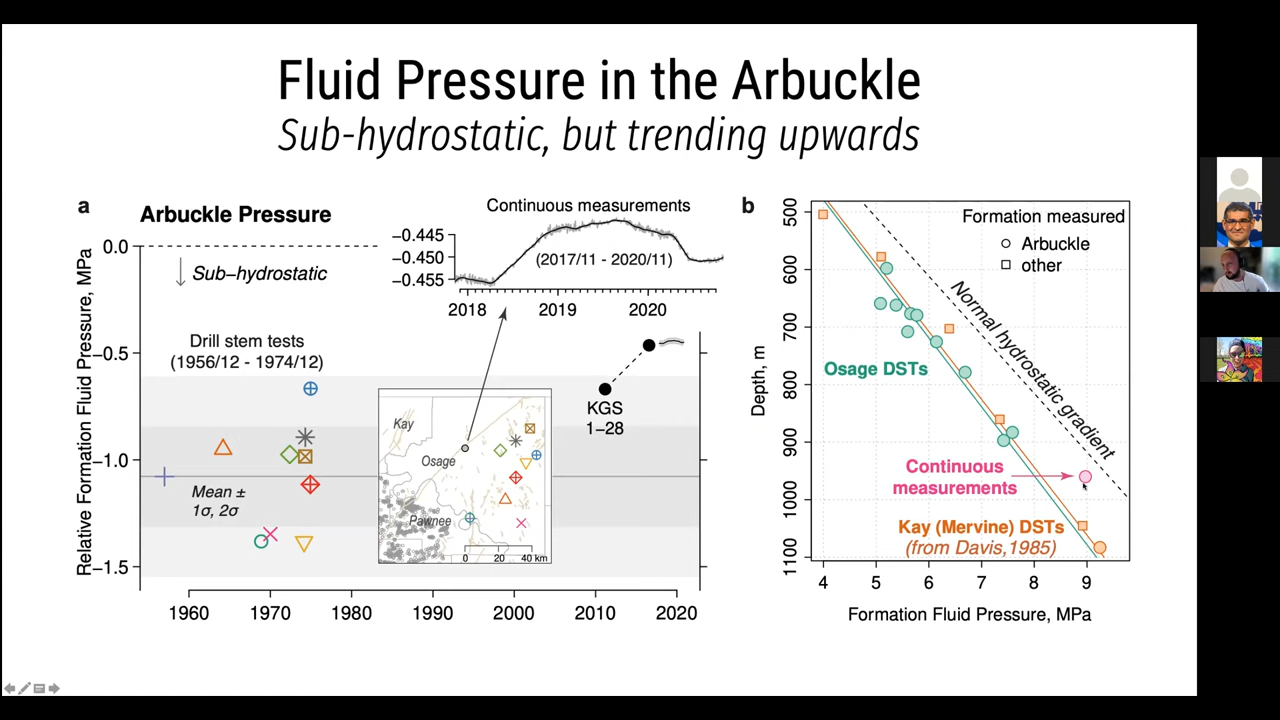 Fluid Pressure in the Arbuckle
Sub-hydrostatic, but trending upwards
a
Arbuckle Pressure
Relative Formation Fluid Pressure, MPa
0.0
−0.5
−1.0
−1.5
Sub−hydrostatic
Drill stem tests
(1956/12 - 1974/12)
Mean ±
1σ, 2σ
KGS
1−28
1960
1970
1980
1990
2000
2010
2020
Continuous measurements
−0.445
−0.450
−0.455
(2017/11 - 2020/11)
2018
2019
2020
Kay
Osage
Pawnee
0
20
40 km
b
Depth, m
500
600
700
800
900
1000
1100
Formation measured
Arbuckle
other
Normal hydrostatic gradient
Osage DSTs
Continuous
measurements
Kay (Mervine) DSTs
(from Davis,1985)
4
5
6
7
8
9
Formation Fluid Pressure, MPa